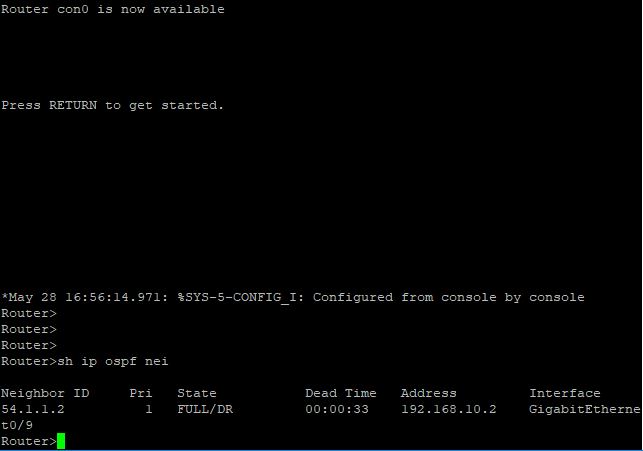 Router con0 is now available
Press RETURN to get started.
*May 28 16:56:14.971: %SYS-5-CONFIG_I: Configured from console by console
Router>
Router>
Router>
Router>sh ip ospf nei
Neighbor ID     Pri   State           Dead Time   Address         Interface
54.1.1.2          1   FULL/DR         00:00:33    192.168.10.2    GigabitEtherne
t0/9
Router>